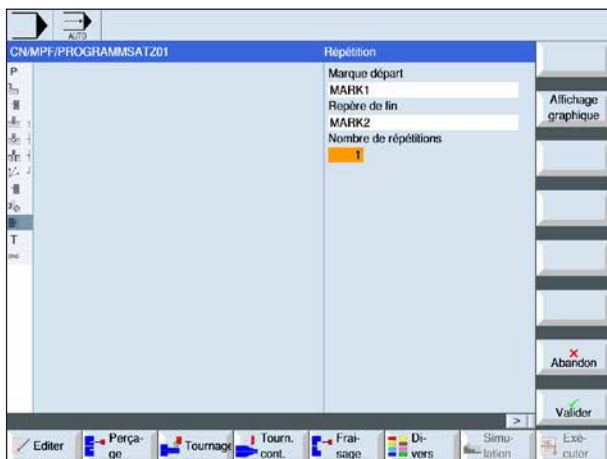 AUTO
CN/MPF/PROGRAMMSATZ01
Répétition
P
Marque départ
MARK1
Repère de fin
MARK2
Nombre de répétitions
1
T
END
Affichage
graphique
Abandon
Valider
>
Editer
Perça-
ge
Tournage
Tourn.
cont.
Frai-
sage
Di-
vers
Simu-
lation
Exé-
cuter